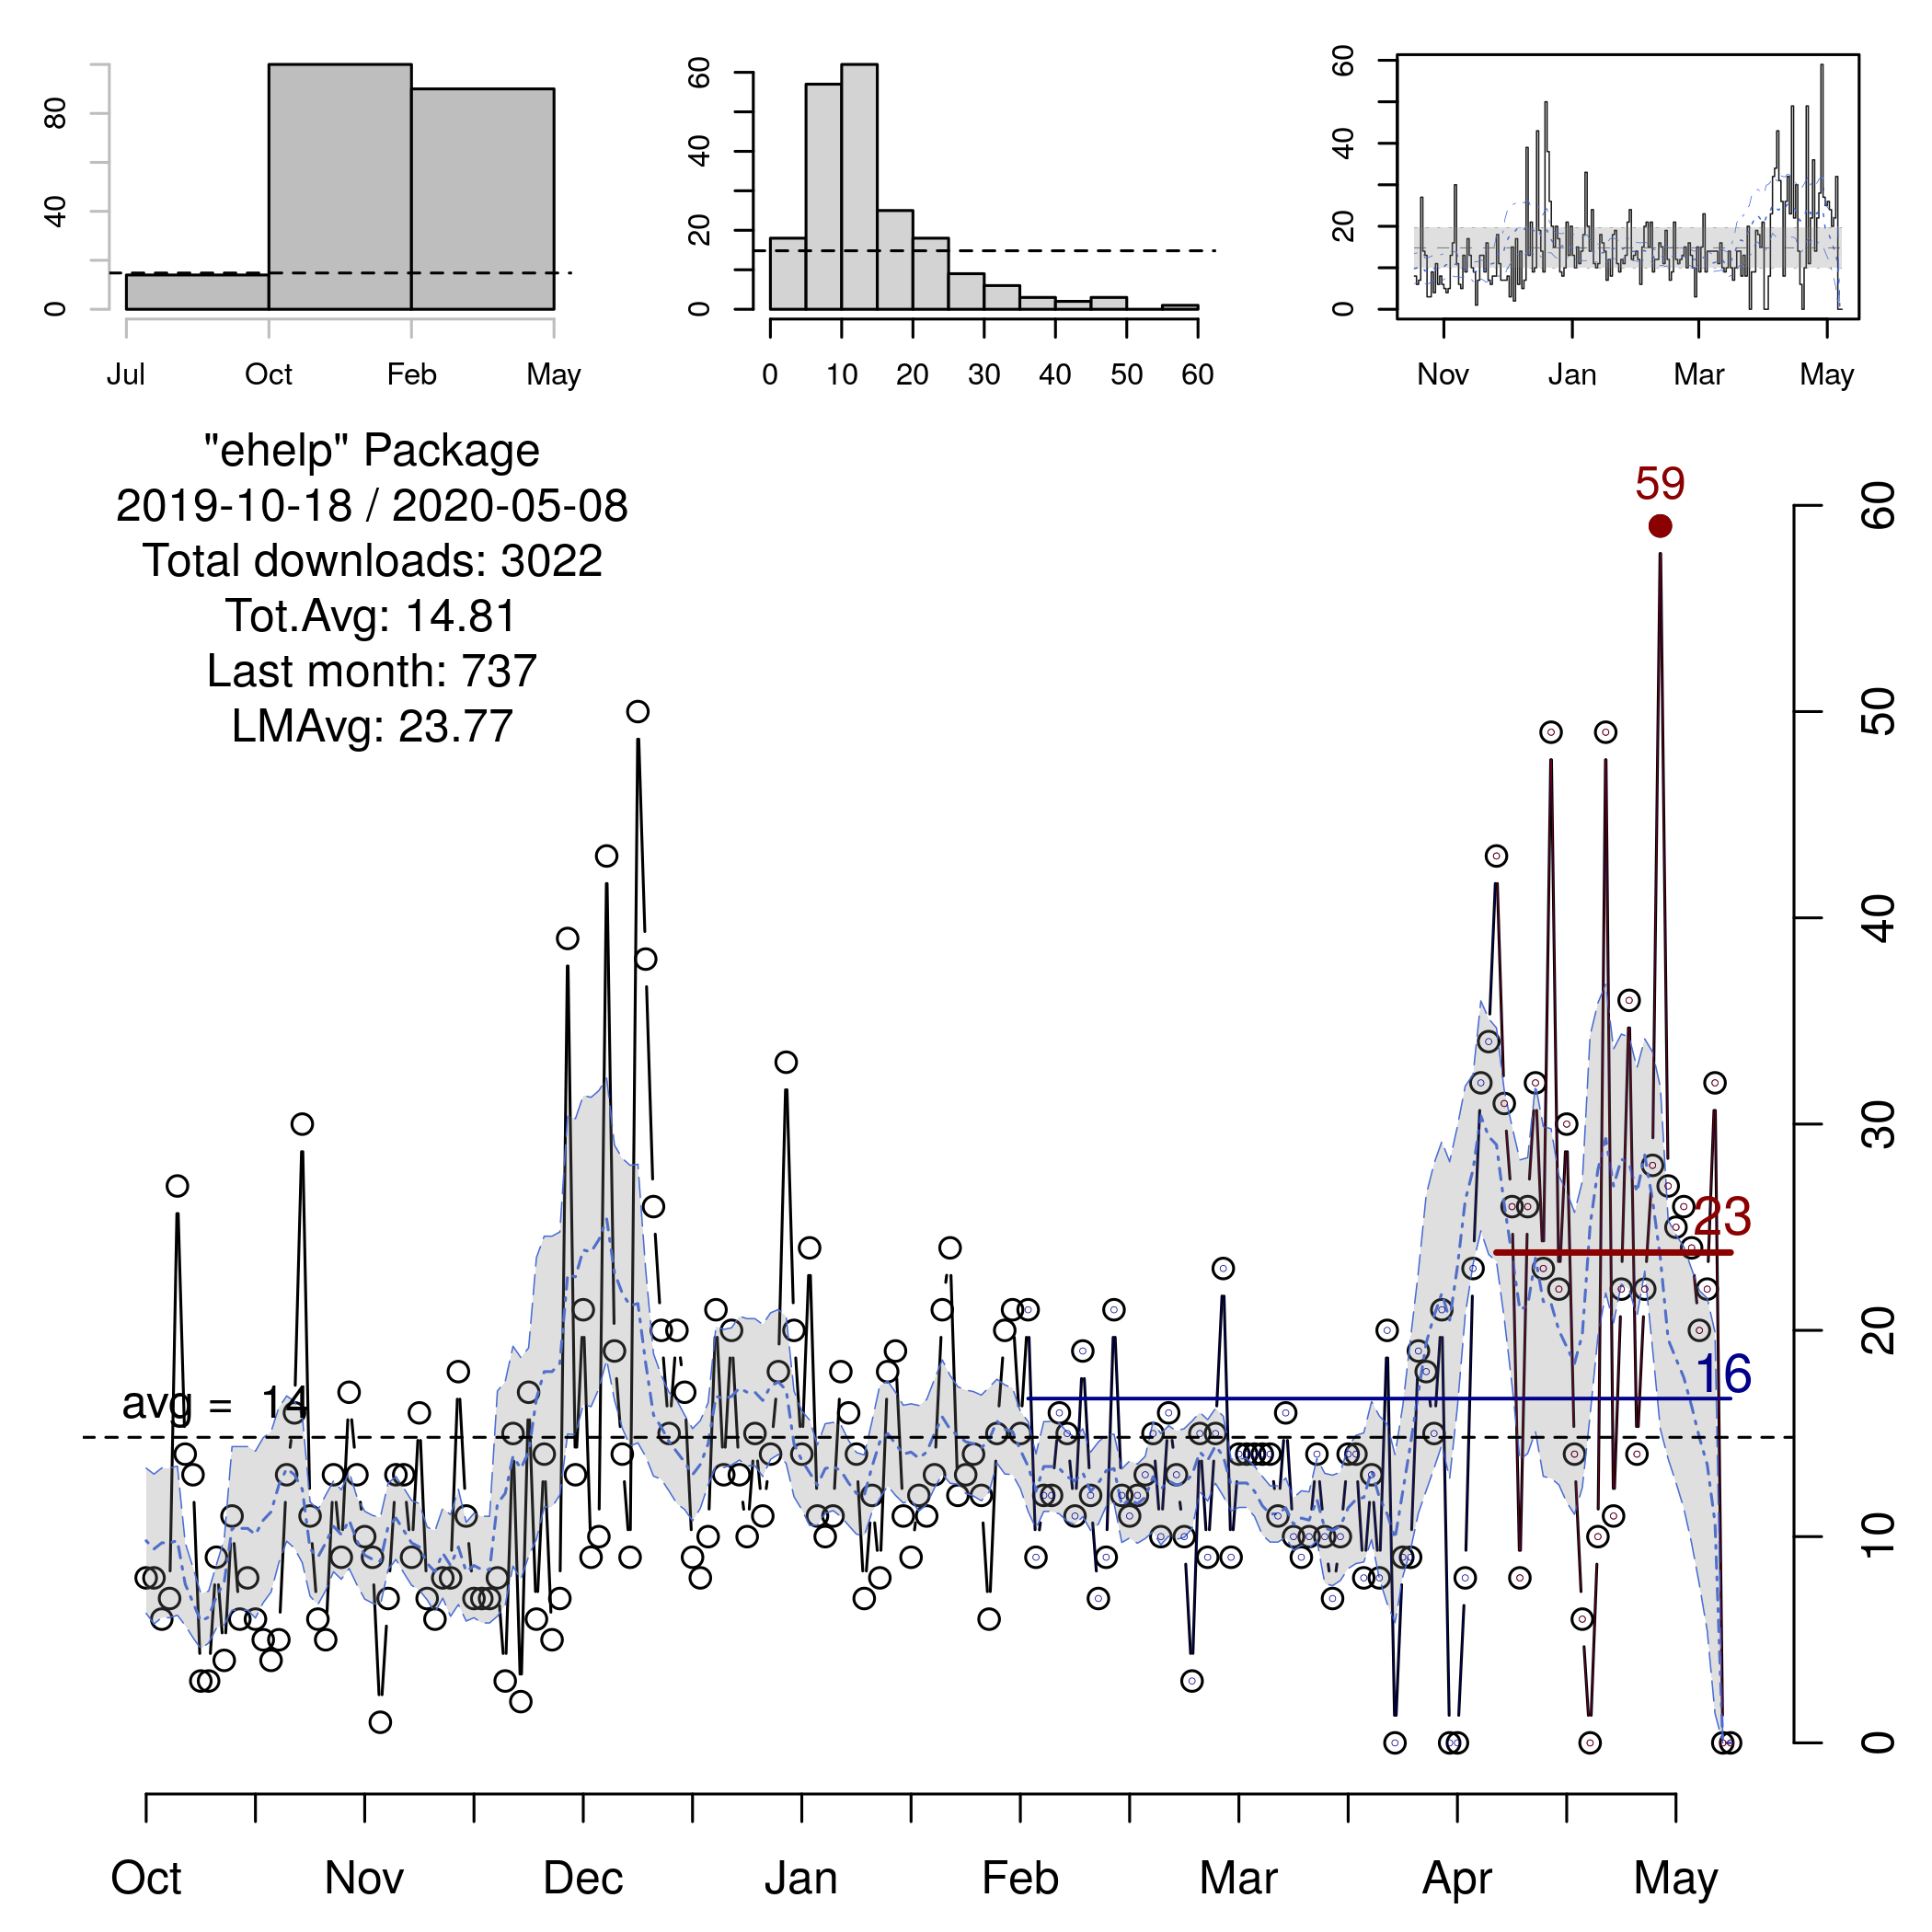 0 40 80
Jul Oct Feb May
0 20 40 60
0 10 20 30 40 50 60
0 20 40 60
Nov Jan Mar May
"ehelp" Package
2019-10-18 / 2020-05-08
Total downloads: 3022
Tot.Avg: 14.81
Last month: 737
LMAvg: 23.77
59
23
16
avg = 14
0 10 20 30 40 50 60
Oct Nov Dec Jan Feb Mar Apr May